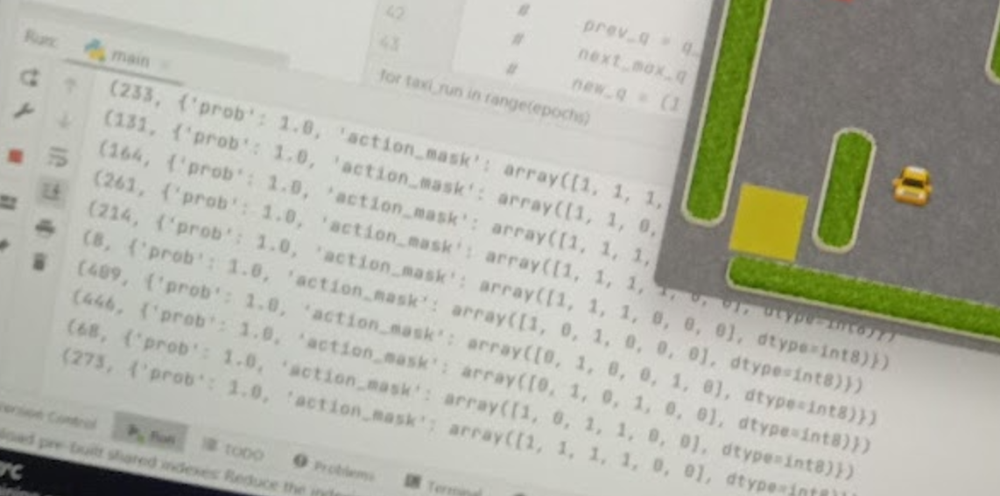 42
43
#
#
#
prev_q = q_
next_max_q
new_q = (1
for taxi_run in range(epochs)
Run:
main
(233, {'prob': 1.0, 'action_mask': array([1, 1, 1,
(131, {'prob': 1.0, 'action_mask': array([1, 1, 0,
(164, {'prob': 1.0, 'action_mask': array([1, 1, 1,
(261, {'prob': 1.0, 'action_mask': array([1, 1, 1, 1, 0, 0], dtype=int8)})
(214, {'prob': 1.0, 'action_mask': array([1, 1, 1, 0, 0, 0], dtype=int8)})
(8, {'prob': 1.0, 'action_mask': array([1, 0, 1, 0, 0, 0], dtype=int8)})
(409, {'prob': 1.0, 'action_mask': array([0, 1, 0, 0, 1, 0], dtype=int8)})
(446, {'prob': 1.0, 'action_mask': array([0, 1, 0, 1, 0, 0], dtype=int8)})
(68, {'prob': 1.0, 'action_mask': array([1, 0, 1, 1, 0, 0], dtype=int8)})
(273, {'prob': 1.0, 'action_mask': array([1, 1, 1, 1, 0, 0], dtype=int8)})
Control
Run
TODO
Problems
Terminal
pre-built shared indexes: Reduce the